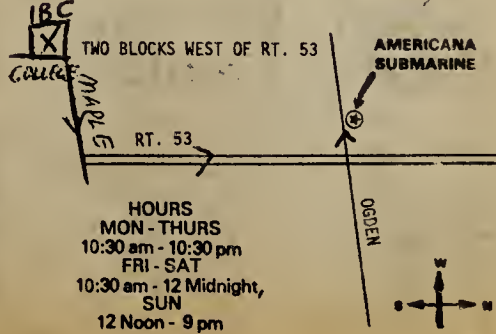 IBC
X
TWO BLOCKS WEST OF RT. 53
COLLEGE
MAPLE
AMERICANA
SUBMARINE
RT. 53
OGDEN
HOURS
MON - THURS
10:30 am - 10:30 pm
FRI - SAT
10:30 am - 12 Midnight,
SUN
12 Noon - 9 pm
W
S
N